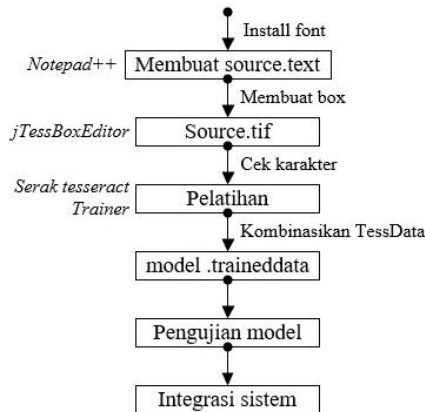 Install font
Notepad++ Membuat source.text
Membuat box
jTessBoxEditor Source.tif
Cek karakter
Serak tesseract
Trainer
Pelatihan
Kombinasikan TessData
model .traineddata
Pengujian model
Integrasi sistem